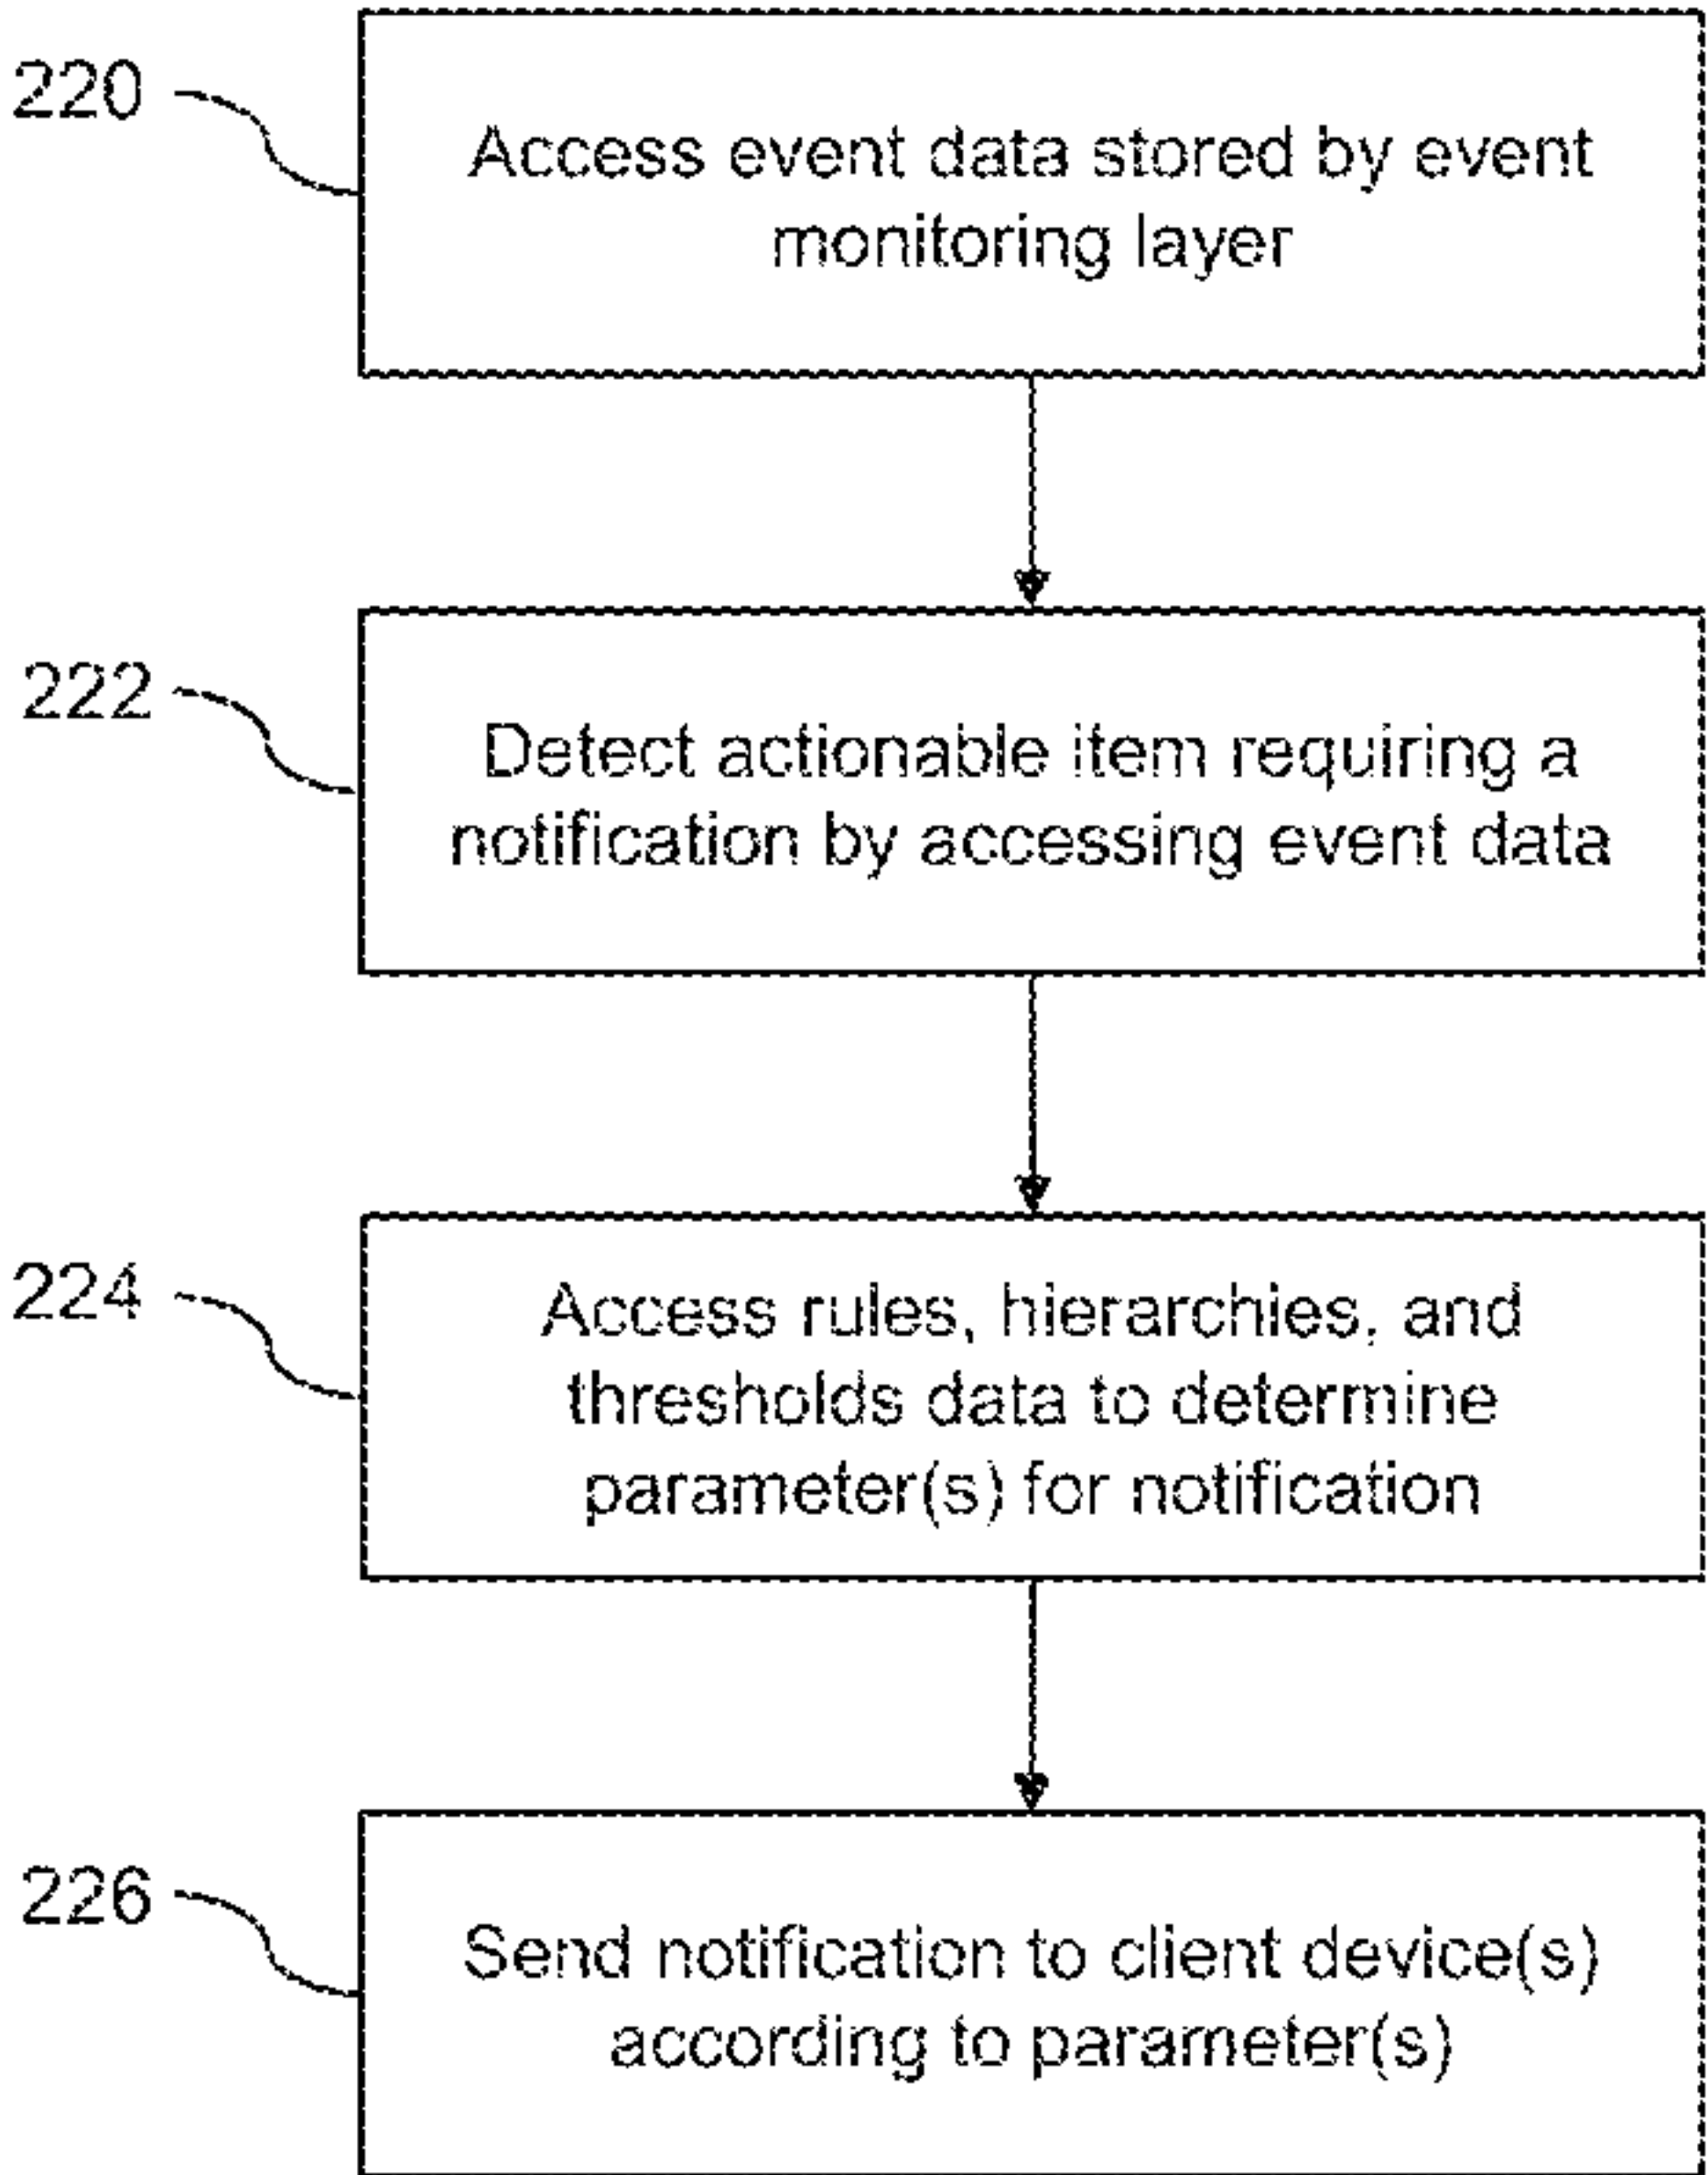 220
Access event data stored by event
monitoring layer
222
Detect actionable item requiring a
notification by accessing event data
224
Access rules, hierarchies, and
thresholds data to determine
parameter(s) for notification
226
Send notification to client device(s)
according to parameter(s)